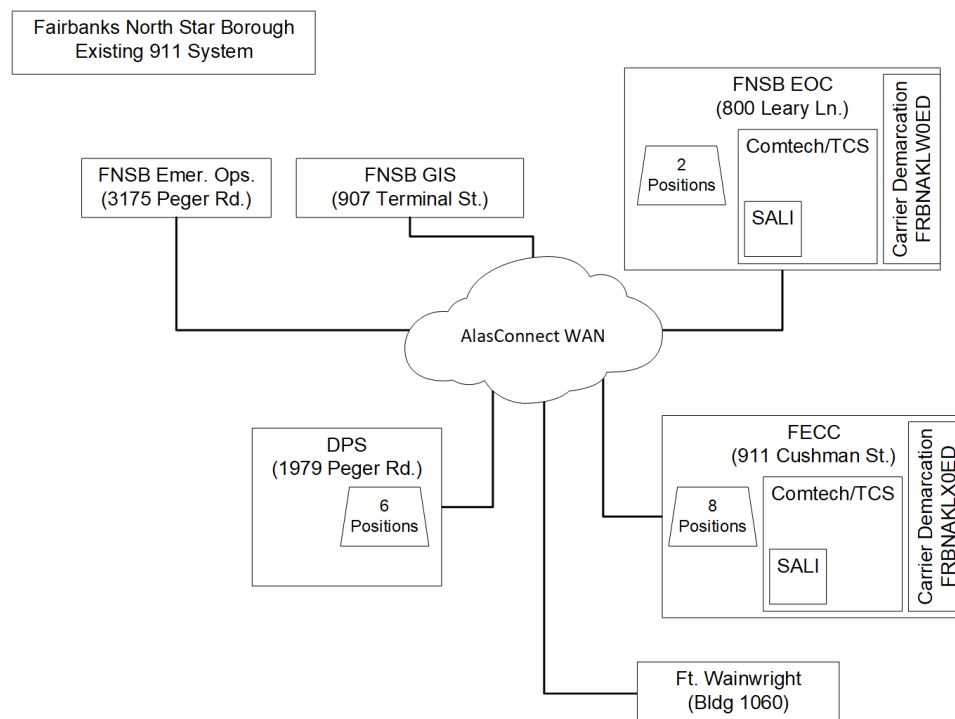 Fairbanks North Star Borough
Existing 911 System
FNSB EOC
(800 Leary Ln.)
2
Positions
Comtech/TCS
SALI
Carrier Demarcation
FRBNAKLW0ED
FNSB Emer. Ops.
(3175 Peger Rd.)
FNSB GIS
(907 Terminal St.)
AlasConnect WAN
DPS
(1979 Peger Rd.)
6
Positions
FECC
(911 Cushman St.)
8
Positions
Comtech/TCS
SALI
Carrier Demarcation
FRBNAKLX0ED
Ft. Wainwright
(Bldg 1060)